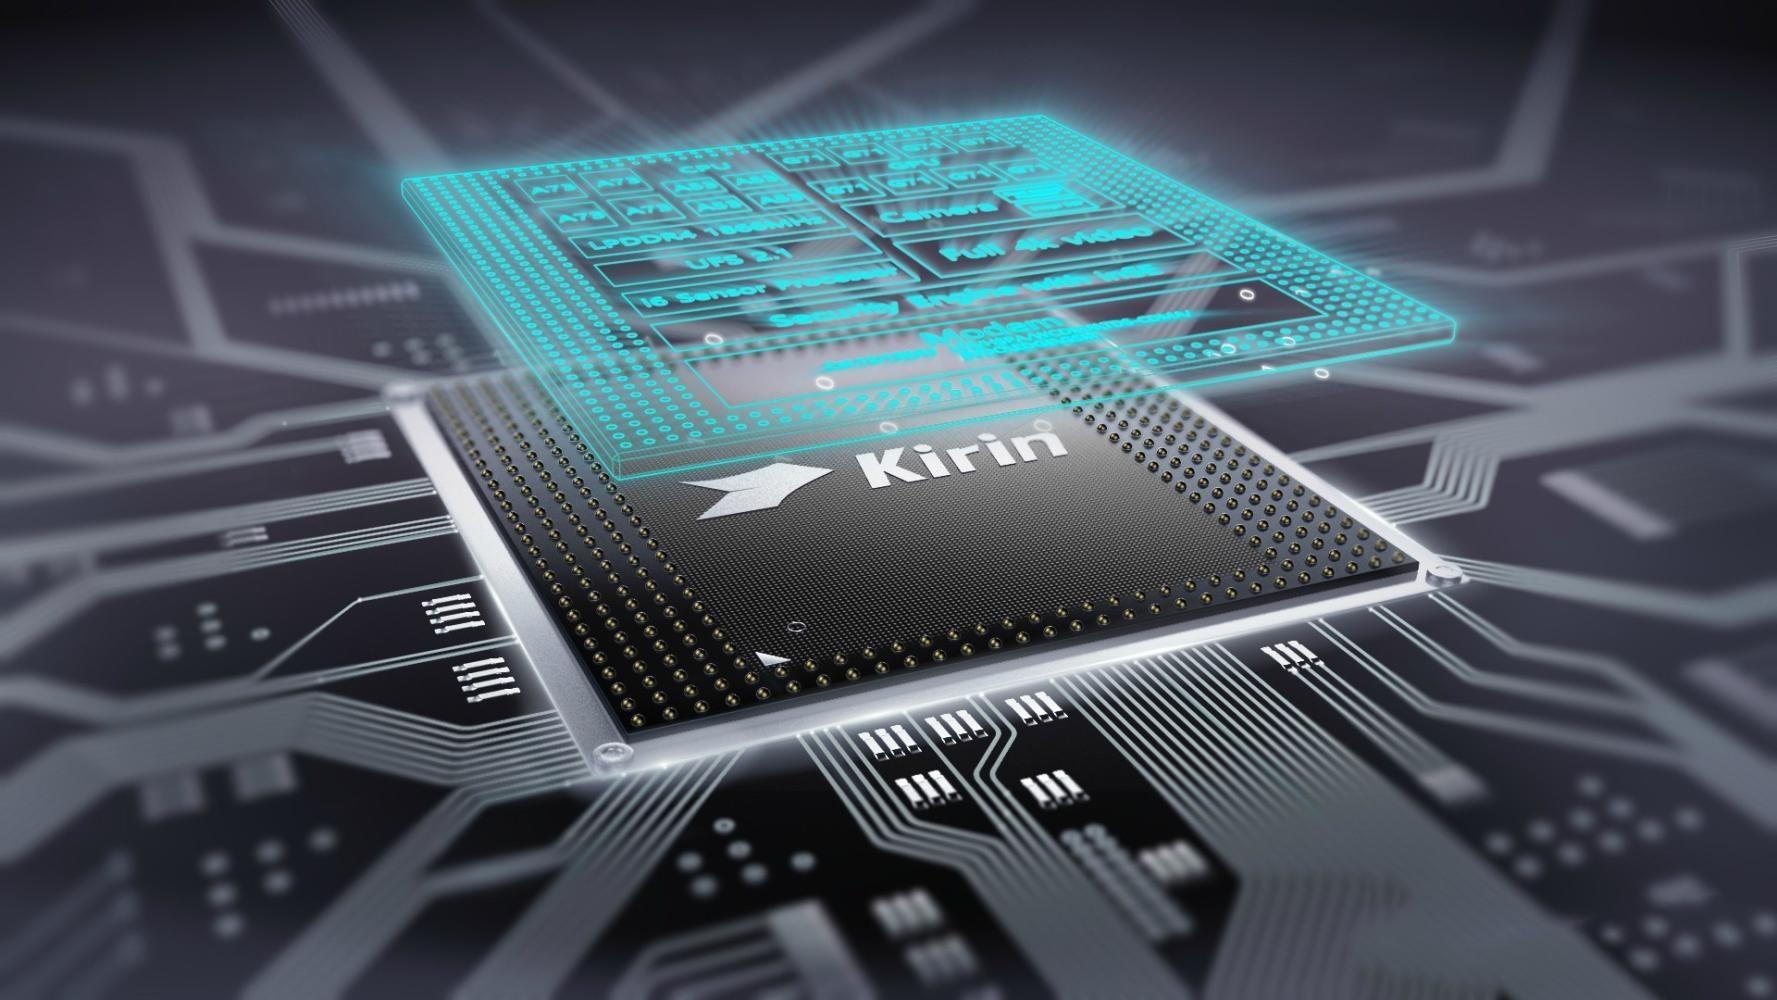 CPU
A73 A73 A53 A53
A73 A73 A53 A53
LPDDR4 1866MHz
UFS 2.1
i6 Sensor Processor
G71 G71 G71 G71
GPU
G71 G71 G71 G71
Camera
Full 4k video
Security Engine with inSE
Modem
Kirin